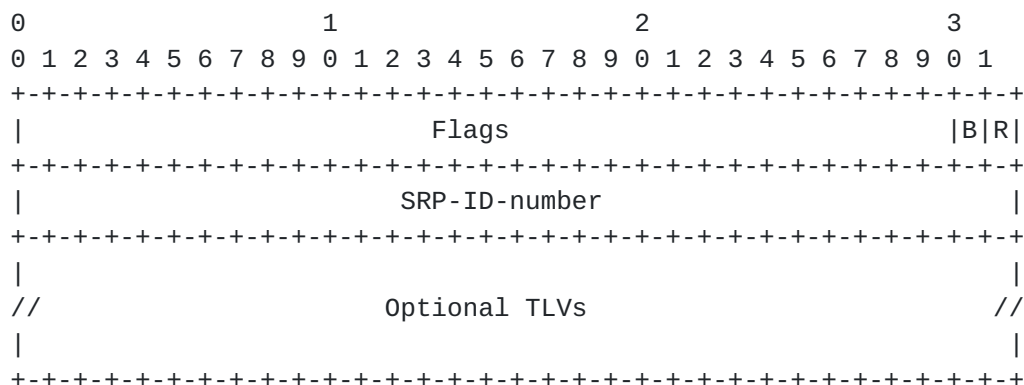 0                   1                   2                   3
0 1 2 3 4 5 6 7 8 9 0 1 2 3 4 5 6 7 8 9 0 1 2 3 4 5 6 7 8 9 0 1
+-+-+-+-+-+-+-+-+-+-+-+-+-+-+-+-+-+-+-+-+-+-+-+-+-+-+-+-+-+-+-+-+
|                          Flags                            |B|R|
+-+-+-+-+-+-+-+-+-+-+-+-+-+-+-+-+-+-+-+-+-+-+-+-+-+-+-+-+-+-+-+-+
|                        SRP-ID-number                          |
+-+-+-+-+-+-+-+-+-+-+-+-+-+-+-+-+-+-+-+-+-+-+-+-+-+-+-+-+-+-+-+-+
|                                                               |
//                      Optional TLVs                          //
|                                                               |
+-+-+-+-+-+-+-+-+-+-+-+-+-+-+-+-+-+-+-+-+-+-+-+-+-+-+-+-+-+-+-+-+